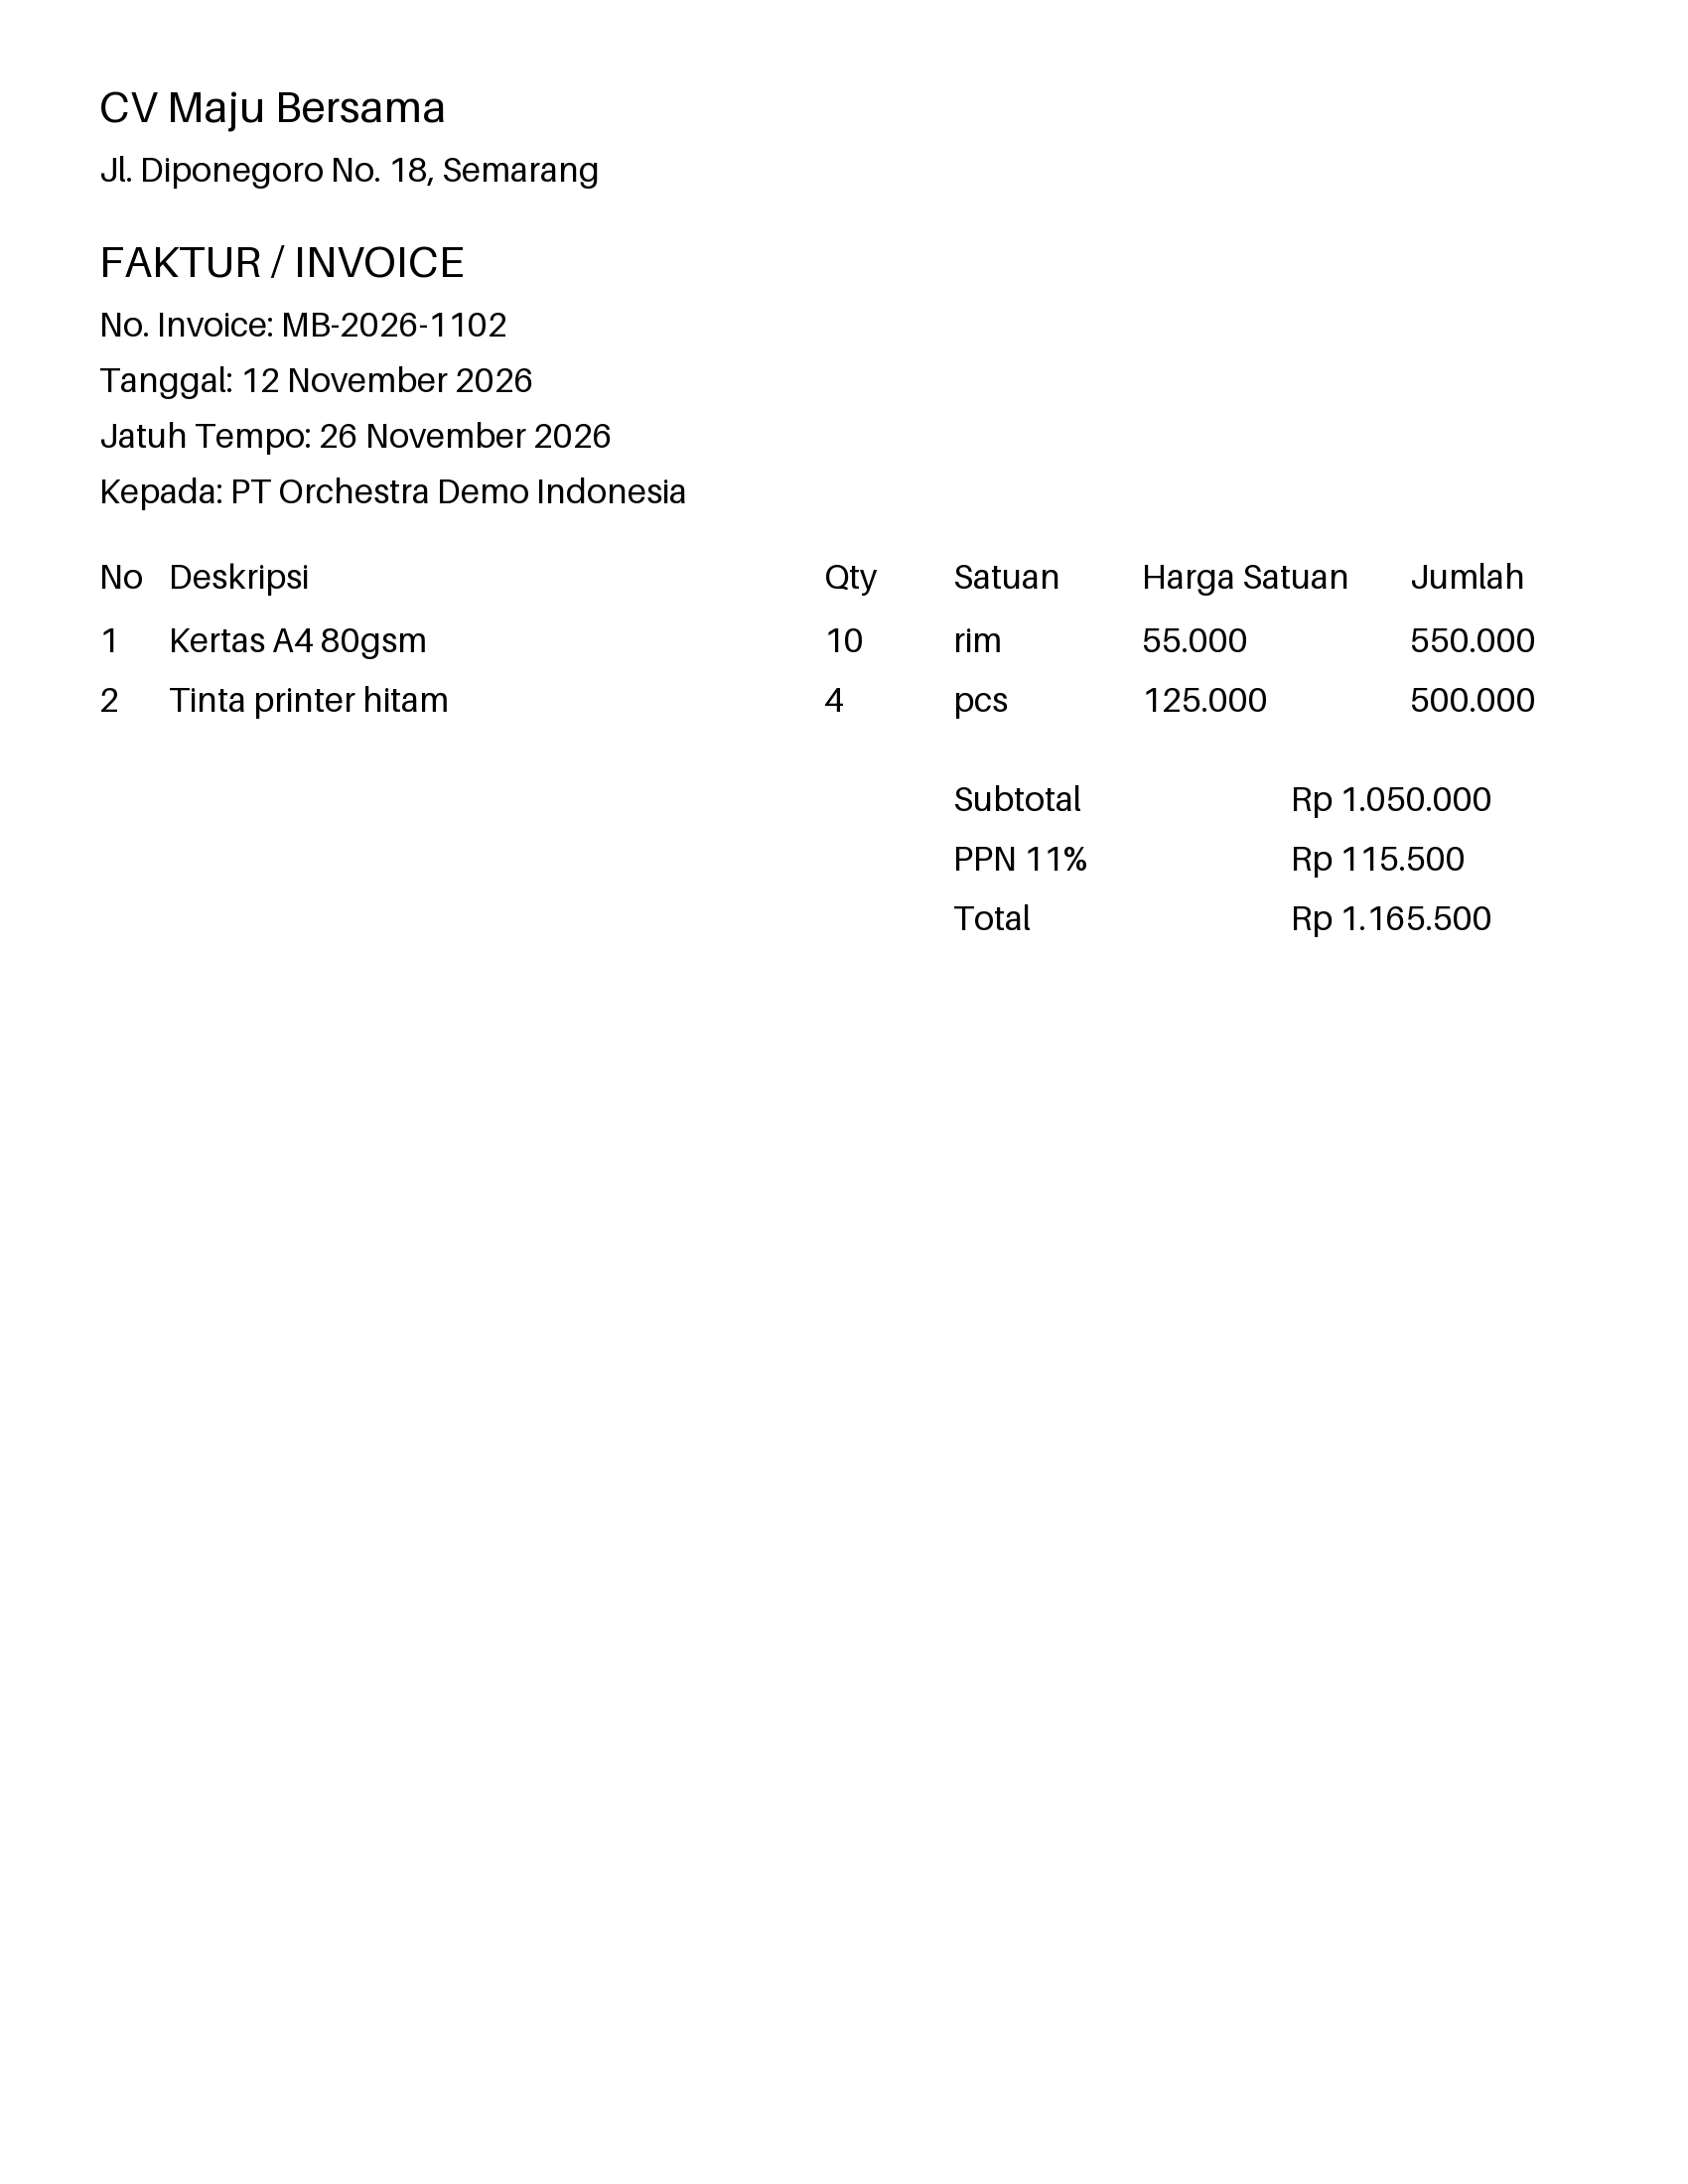 CV Maju Bersama
Jl. Diponegoro No. 18, Semarang
FAKTUR / INVOICE
No. Invoice: MB-2026-1102
Tanggal: 12 November 2026
Jatuh Tempo: 26 November 2026
Kepada: PT Orchestra Demo Indonesia
No Deskripsi Qty Satuan Harga Satuan Jumlah
1 Kertas A4 80gsm 10 rim 55.000 550.000
2 Tinta printer hitam 4 pcs 125.000 500.000
Subtotal Rp 1.050.000
PPN 11% Rp 115.500
Total Rp 1.165.500